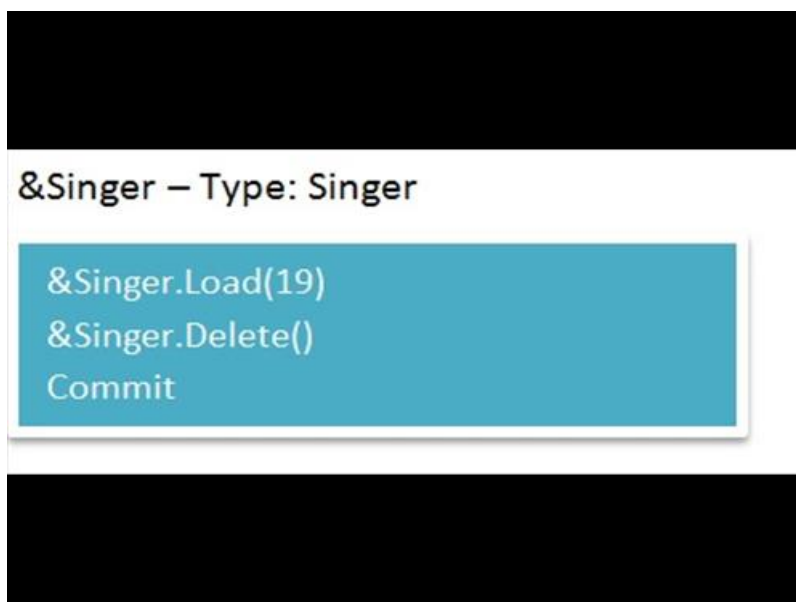 &Singer – Type: Singer
&Singer.Load(19)
&Singer.Delete()
Commit